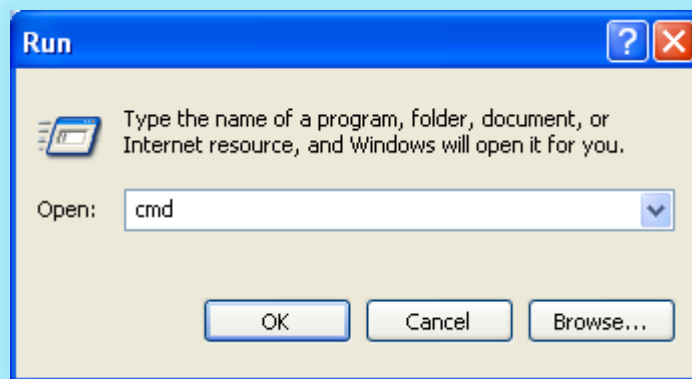 Run
Type the name of a program, folder, document, or
Internet resource, and Windows will open it for you.
Open: cmd
OK Cancel Browse...